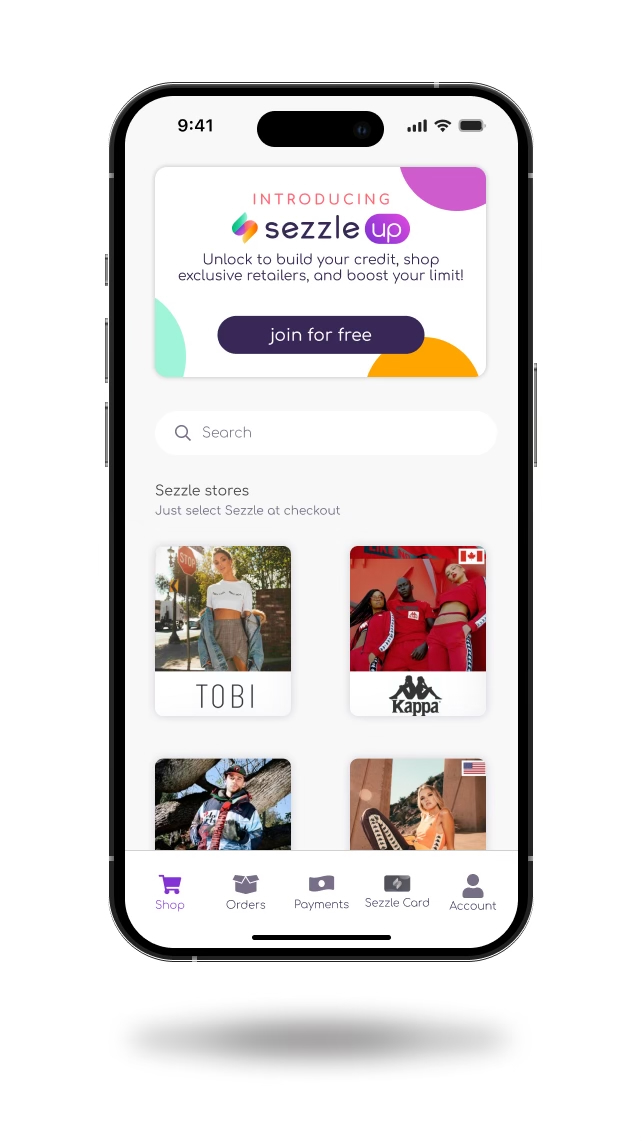 9:41
INTRODUCING
sezzle up
Unlock to build your credit, shop
exclusive retailers, and boost your limit!
join for free
Search
Sezzle stores
Just select Sezzle at checkout
STOP
TOBI
Kappa
Shop
Orders
Payments
Sezzle Card
Account